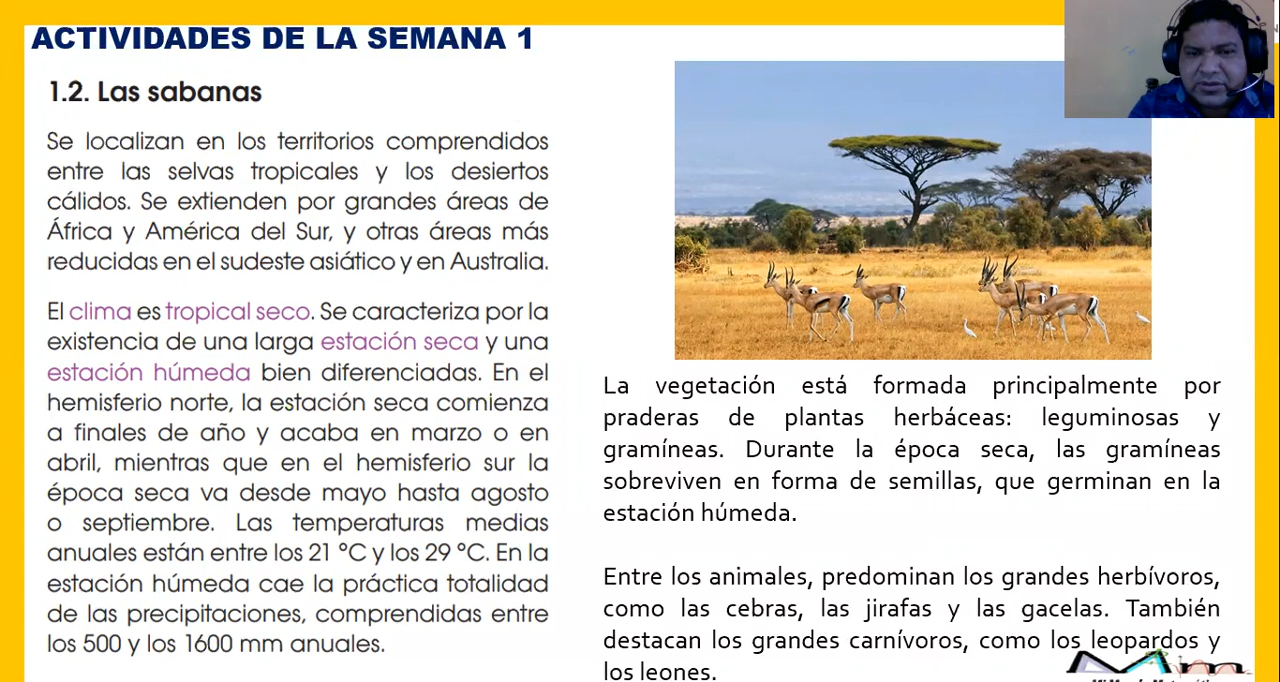 ACTIVIDADES DE LA SEMANA 1
1.2. Las sabanas
Se localizan en los territorios comprendidos
entre las selvas tropicales y los desiertos
cálidos. Se extienden por grandes áreas de
África y América del Sur, y otras áreas más
reducidas en el sudeste asiático y en Australia.
El clima es tropical seco. Se caracteriza por la
existencia de una larga estación seca y una
estación húmeda bien diferenciadas. En el
hemisferio norte, la estación seca comienza
a finales de año y acaba en marzo o en
abril, mientras que en el hemisferio sur la
época seca va desde mayo hasta agosto
o septiembre. Las temperaturas medias
anuales están entre los 21 °C y los 29 °C. En la
estación húmeda cae la práctica totalidad
de las precipitaciones, comprendidas entre
los 500 y los 1600 mm anuales.
La vegetación está formada principalmente por
praderas de plantas herbáceas: leguminosas y
gramíneas. Durante la época seca, las gramíneas
sobreviven en forma de semillas, que germinan en la
estación húmeda.
Entre los animales, predominan los grandes herbívoros,
como las cebras, las jirafas y las gacelas. También
destacan los grandes carnívoros, como los leopardos y
los leones.